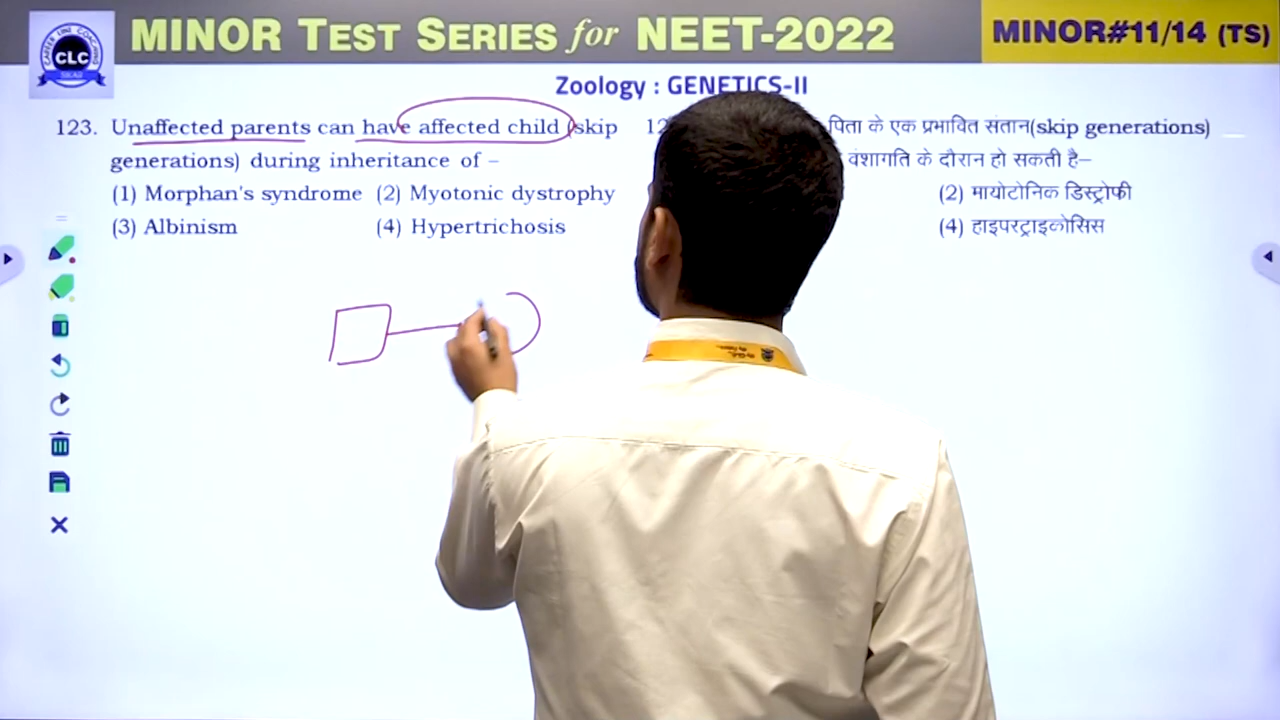 CLC
MINOR TEST SERIES for NEET-2022
MINOR#11/14 (TS)
Zoology : GENETICS-II
123. Unaffected parents can have affected child (skip
generations) during inheritance of –
(1) Morphan's syndrome (2) Myotonic dystrophy
(3) Albinism (4) Hypertrichosis
पिता के एक प्रभावित संतान(skip generations)
वंशागति के दौरान हो सकती है–
(2) मायोटोनिक डिस्ट्रोफी
(4) हाइपरट्राइकोसिस